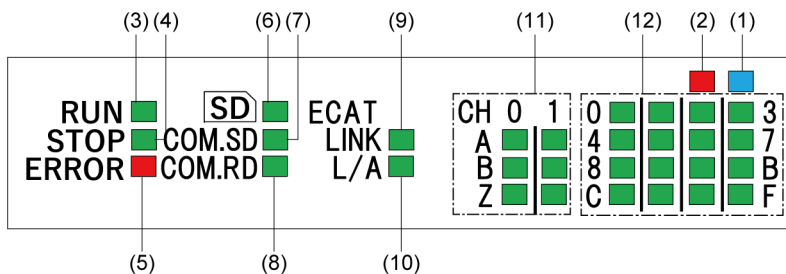 (3) (4) (6) (7) (9) (11) (12) (2) (1)
RUN SD ECAT CH 0 1 0 3
STOP COM.SD LINK A 4 7
ERROR COM.RD L/A B 8 B
Z C F
(5) (8) (10)